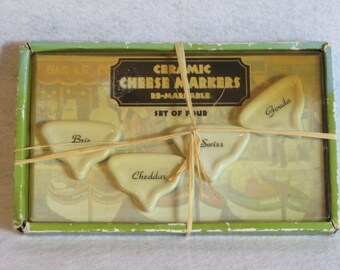 CERAMIC
CHEESE MARKERS
RE-MARKABLE
SET OF FOUR
Gouda
Brie
Swiss
Cheddar